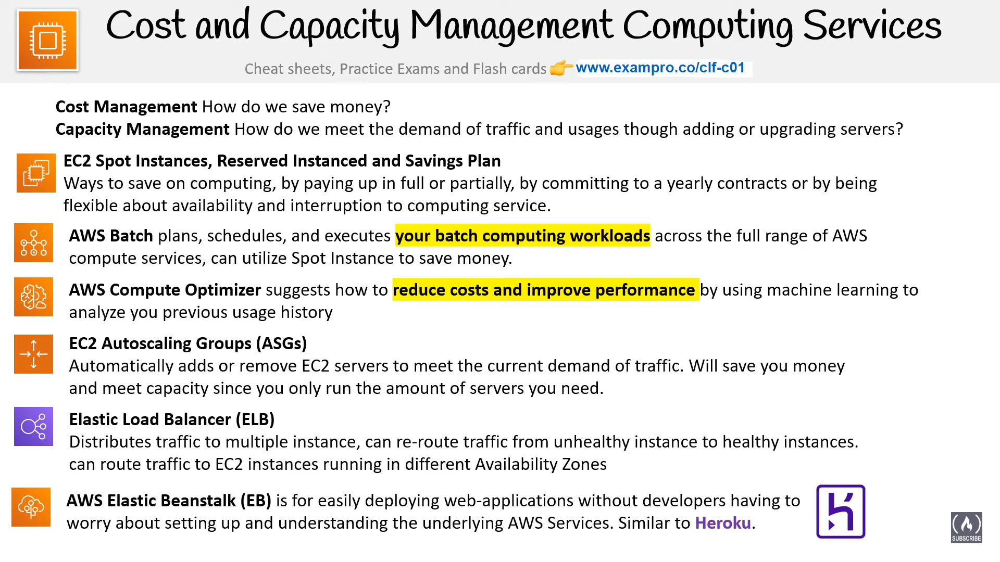 Cost and Capacity Management Computing Services
Cheat sheets, Practice Exams and Flash cards 👉 www.exampro.co/clf-c01
Cost Management How do we save money?
Capacity Management How do we meet the demand of traffic and usages though adding or upgrading servers?
EC2 Spot Instances, Reserved Instanced and Savings Plan
Ways to save on computing, by paying up in full or partially, by committing to a yearly contracts or by being
flexible about availability and interruption to computing service.
AWS Batch plans, schedules, and executes your batch computing workloads across the full range of AWS
compute services, can utilize Spot Instance to save money.
AWS Compute Optimizer suggests how to reduce costs and improve performance by using machine learning to
analyze you previous usage history
EC2 Autoscaling Groups (ASGs)
Automatically adds or remove EC2 servers to meet the current demand of traffic. Will save you money
and meet capacity since you only run the amount of servers you need.
Elastic Load Balancer (ELB)
Distributes traffic to multiple instance, can re-route traffic from unhealthy instance to healthy instances.
can route traffic to EC2 instances running in different Availability Zones
AWS Elastic Beanstalk (EB) is for easily deploying web-applications without developers having to
worry about setting up and understanding the underlying AWS Services. Similar to Heroku.
SUBSCRIBE